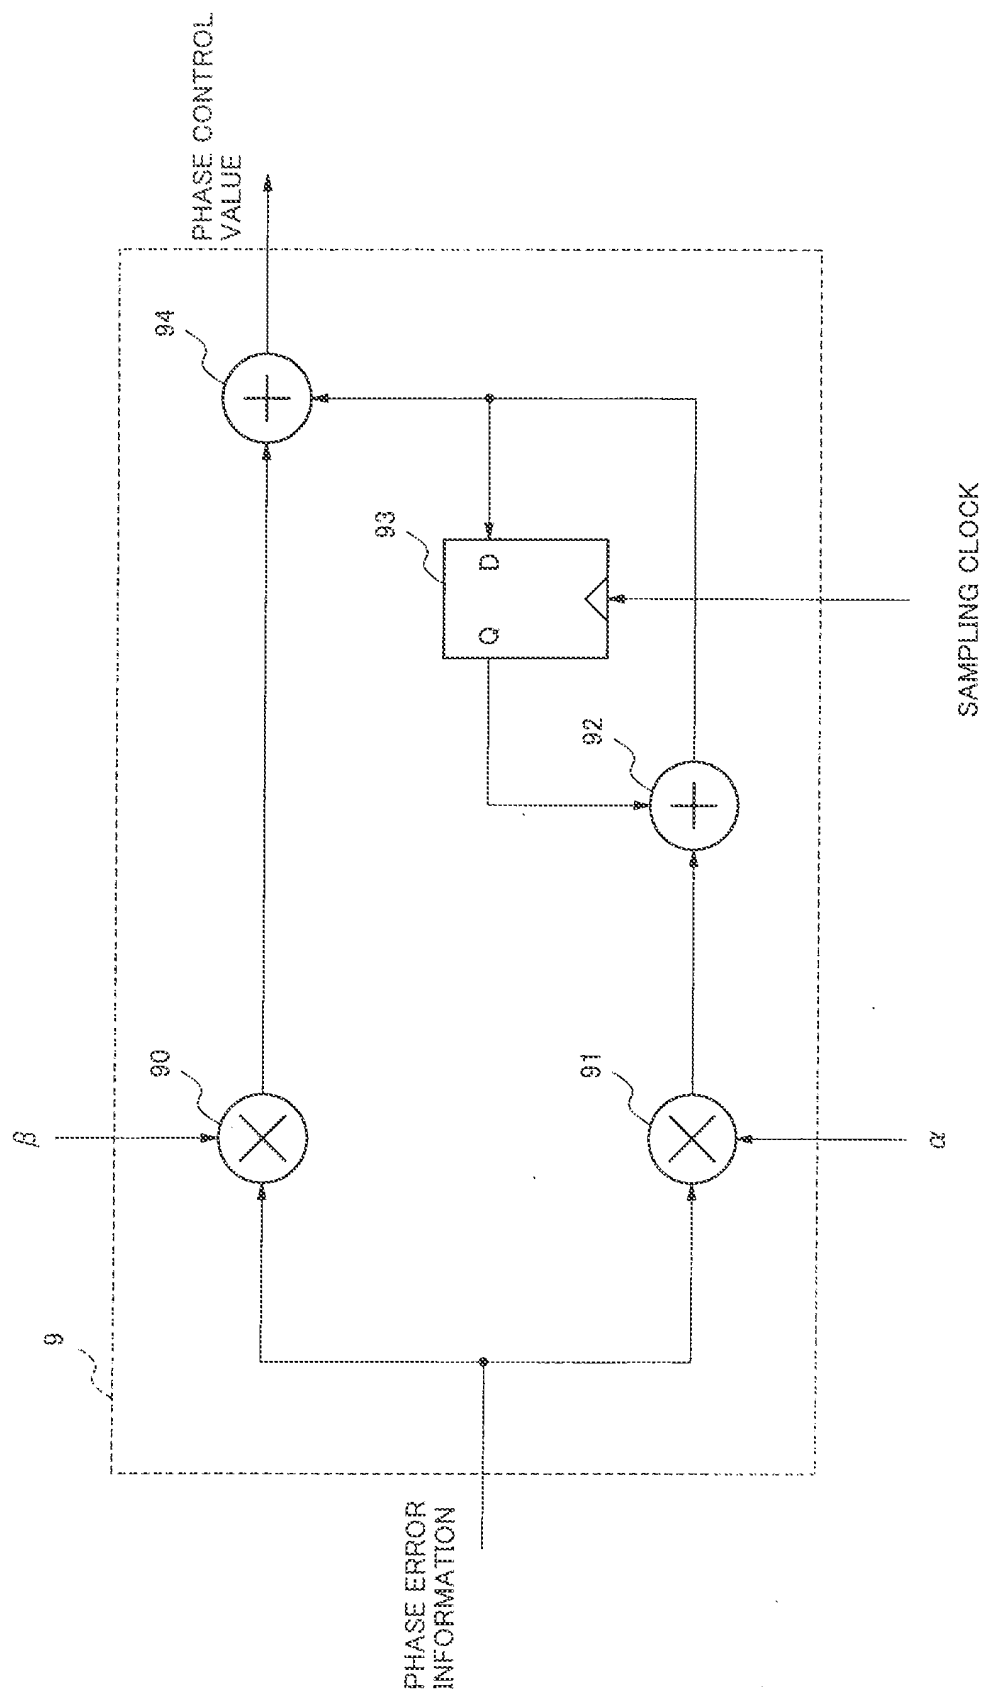 9
PHASE ERROR
INFORMATION
β
90
91
α
92
93
Q
D
SAMPLING CLOCK
94
PHASE CONTROL
VALUE